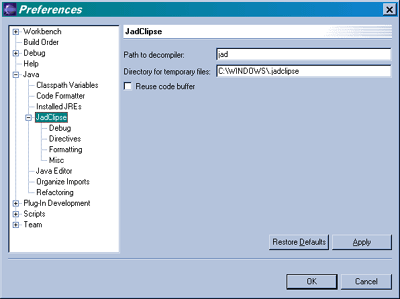 Preferences
Workbench
Build Order
Debug
Help
Java
Classpath Variables
Code Formatter
Installed JREs
JadClipse
Debug
Directives
Formatting
Misc
Java Editor
Organize Imports
Refactoring
Plug-In Development
Scripts
Team
JadClipse
Path to decompiler: jad
Directory for temporary files: C:\WINDOWS\.jadclipse
Reuse code buffer
Restore Defaults Apply
OK Cancel